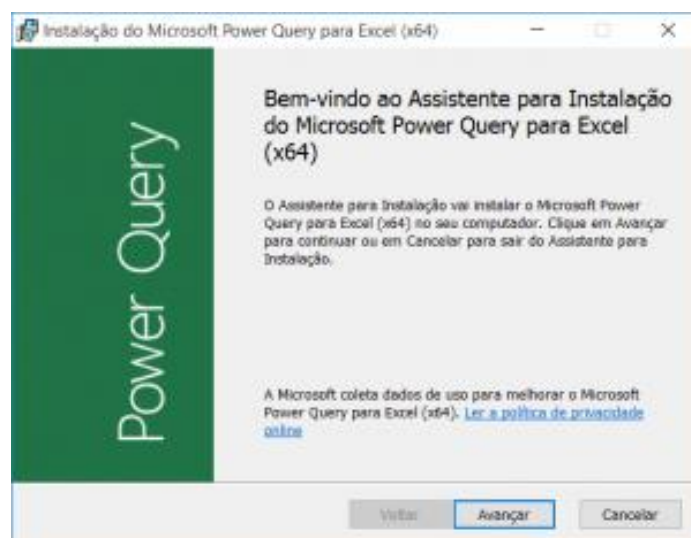 Instalação do Microsoft Power Query para Excel (x64)
Power Query
Bem-vindo ao Assistente para Instalação
do Microsoft Power Query para Excel
(x64)
O Assistente para Instalação vai instalar o Microsoft Power
Query para Excel (x64) no seu computador. Clique em Avançar
para continuar ou em Cancelar para sair do Assistente para
Instalação.
A Microsoft coleta dados de uso para melhorar o Microsoft
Power Query para Excel (x64). Ler a política de privacidade
online
Voltar
Avançar
Cancelar